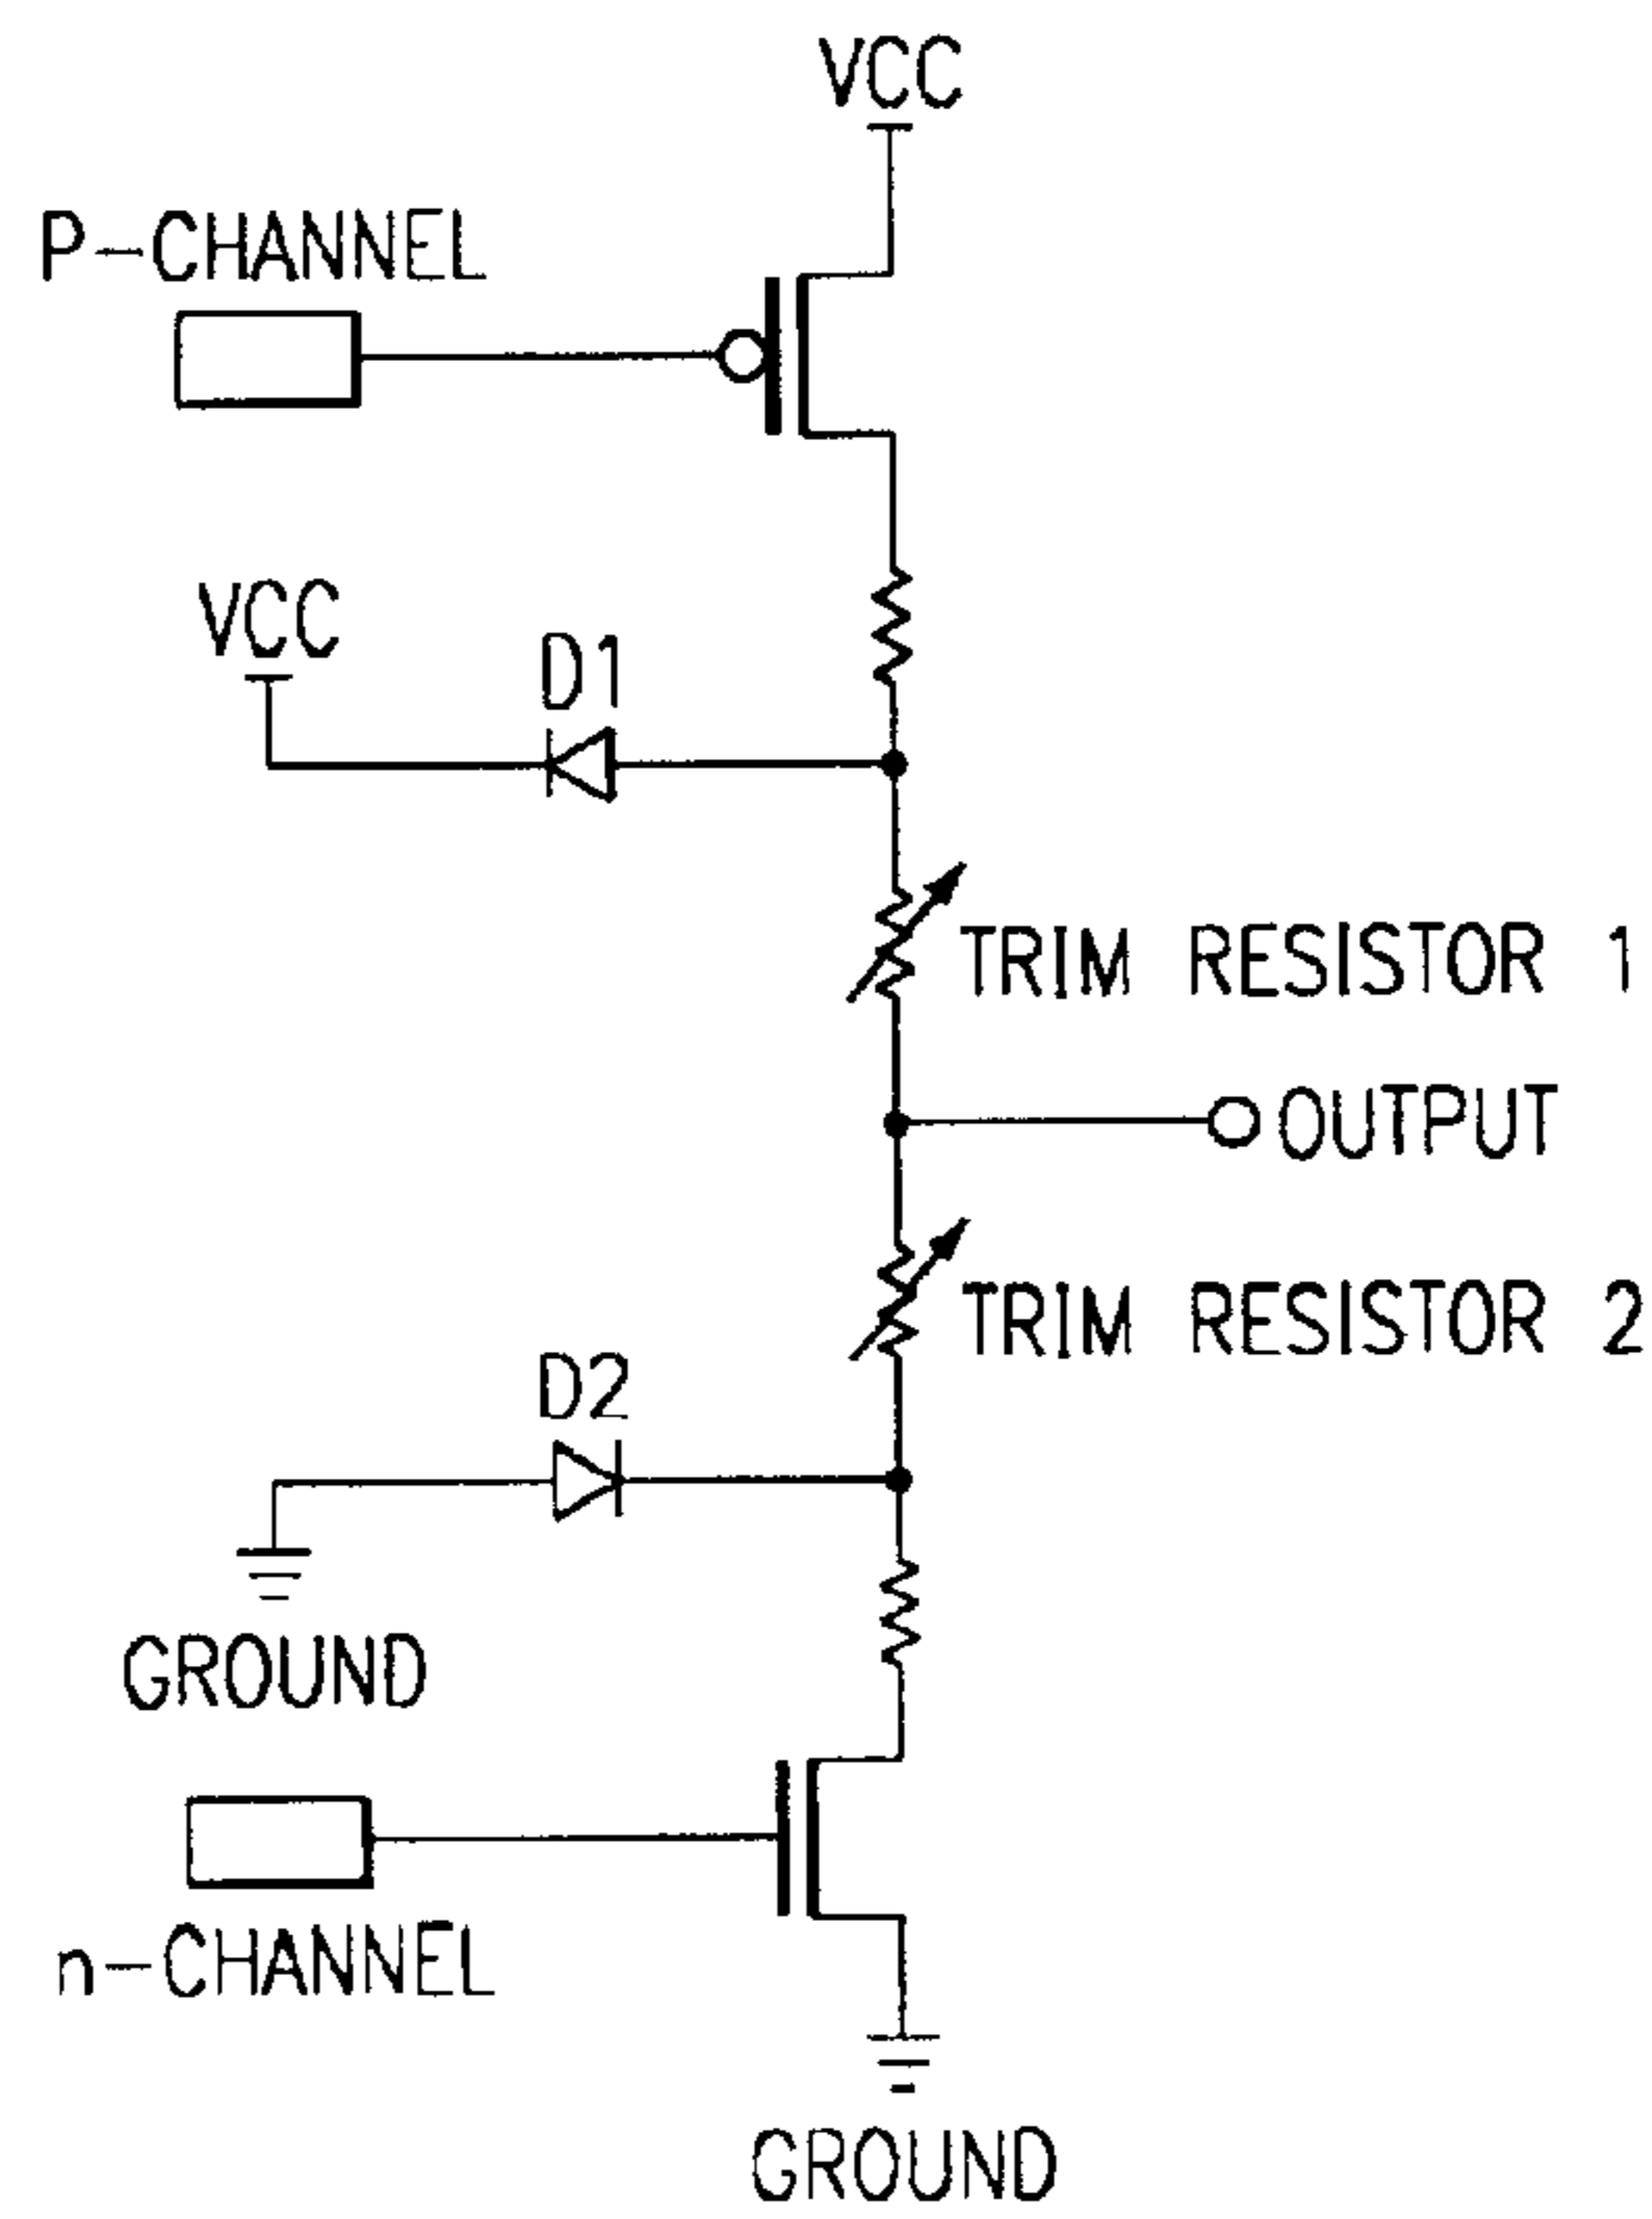 VCC
P-CHANNEL
VCC
D1
TRIM RESISTOR 1
OUTPUT
TRIM RESISTOR 2
D2
GROUND
n-CHANNEL
GROUND